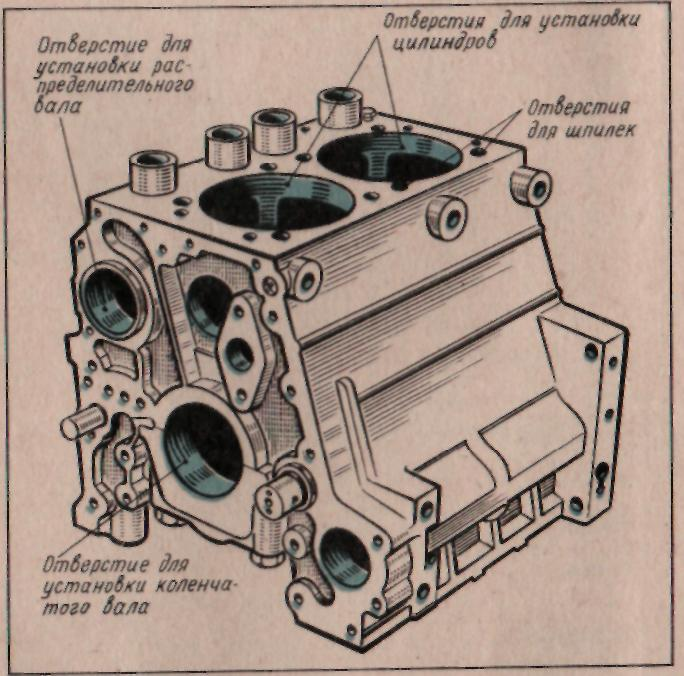 Отверстие для
установки рас-
пределительного
вала
Отверстия для установки
цилиндров
Отверстия
для шпилек
Отверстие для
установки коленча-
того вала